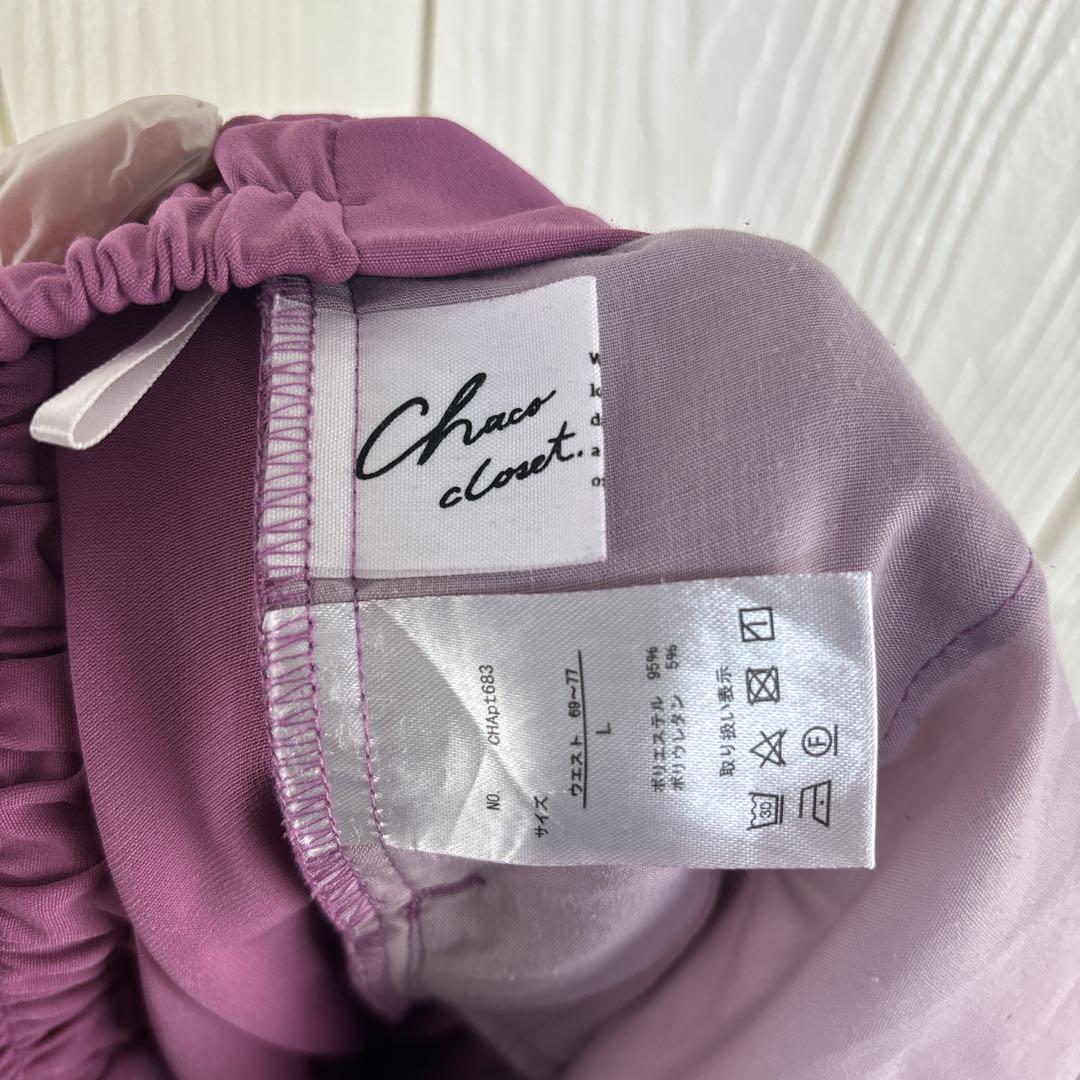 Chaco
closet.
NO. CHApt683
サイズ
ウエスト 69〜77
L
ポリエステル 95%
ポリウレタン 5%
取り扱い表示
30
F